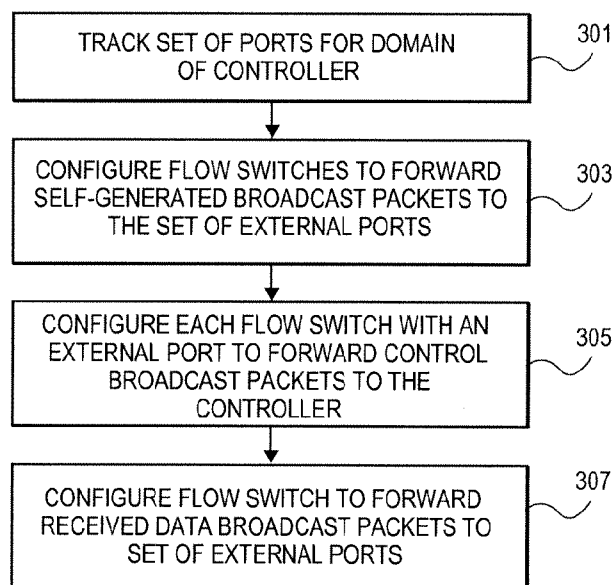 TRACK SET OF PORTS FOR DOMAIN
OF CONTROLLER
301
CONFIGURE FLOW SWITCHES TO FORWARD
SELF-GENERATED BROADCAST PACKETS TO
THE SET OF EXTERNAL PORTS
303
CONFIGURE EACH FLOW SWITCH WITH AN
EXTERNAL PORT TO FORWARD CONTROL
BROADCAST PACKETS TO THE
CONTROLLER
305
CONFIGURE FLOW SWITCH TO FORWARD
RECEIVED DATA BROADCAST PACKETS TO
SET OF EXTERNAL PORTS
307